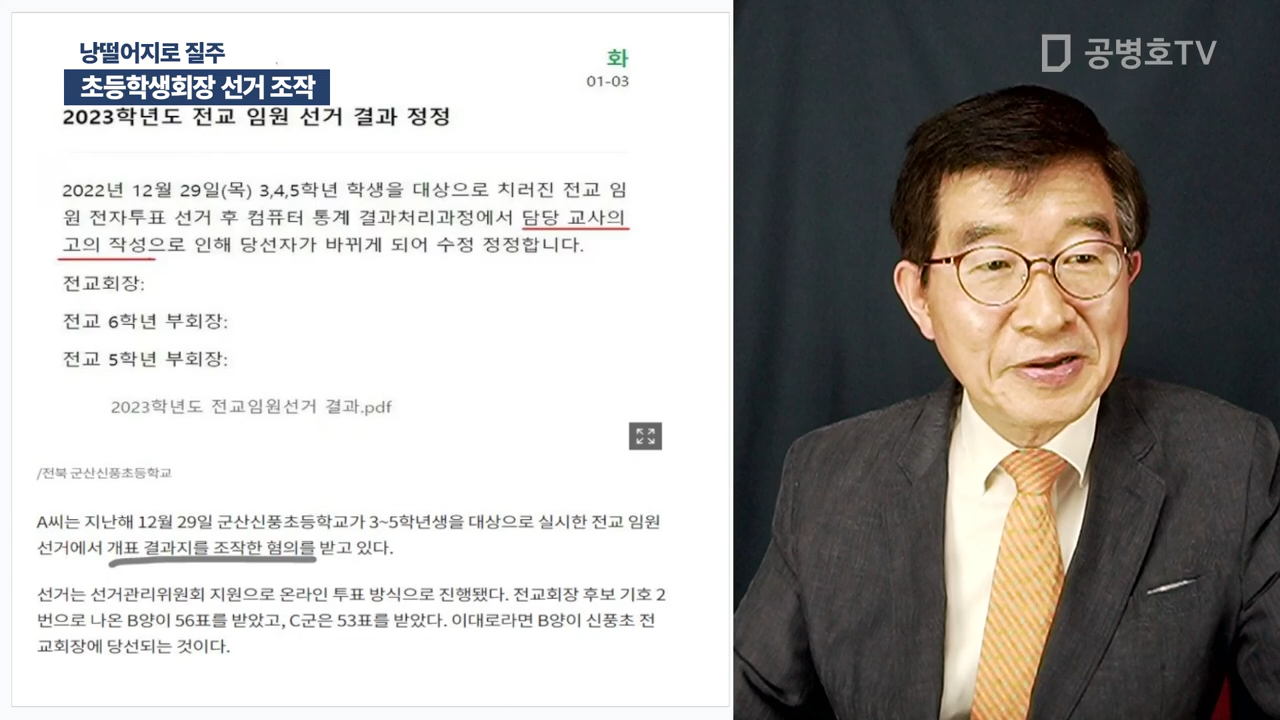 낭떨어지로 질주
초등학생회장 선거 조작
화
01-03
공병호TV
2023학년도 전교 임원 선거 결과 정정
2022년 12월 29일(목) 3,4,5학년 학생을 대상으로 치러진 전교 임
원 전자투표 선거 후 컴퓨터 통계 결과처리과정에서 담당 교사의
고의 작성으로 인해 당선자가 바뀌게 되어 수정 정정합니다.
전교회장:
전교 6학년 부회장:
전교 5학년 부회장:
2023학년도 전교임원선거 결과.pdf
/전북 군산신풍초등학교
A씨는 지난해 12월 29일 군산신풍초등학교가 3~5학년생을 대상으로 실시한 전교 임원
선거에서 개표 결과지를 조작한 혐의를 받고 있다.
선거는 선거관리위원회 지원으로 온라인 투표 방식으로 진행됐다. 전교회장 후보 기호 2
번으로 나온 B양이 56표를 받았고, C군은 53표를 받았다. 이대로라면 B양이 신풍초 전
교회장에 당선되는 것이다.